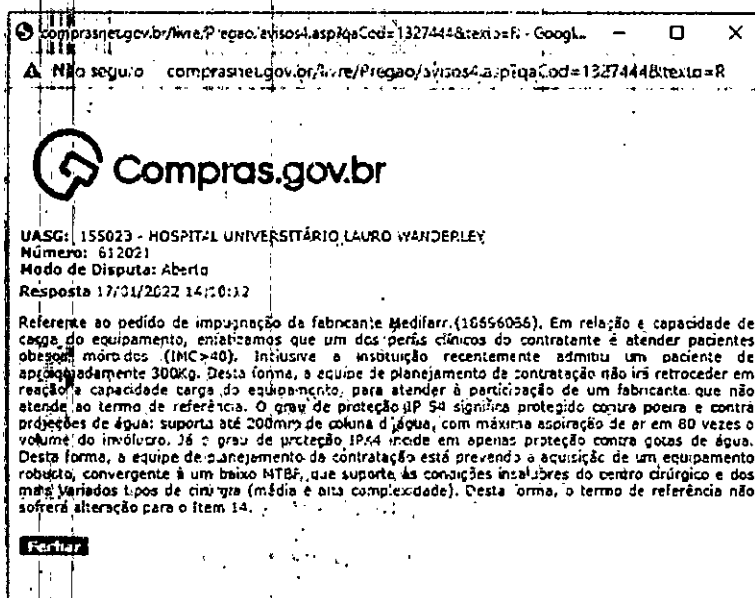 comprasnet.gov.br/livre/Pregao/avisos4.asp?qaCod=1327444&texto=R - Googl...
Não seguro comprasnet.gov.br/livre/Pregao/avisos4.asp?qaCod=1327444&texto=R
Compras.gov.br
UASG: 155023 - HOSPITAL UNIVERSITÁRIO LAURO WANDERLEY
Número: 612021
Modo de Disputa: Aberto
Resposta 17/01/2022 14:10:12
Referente ao pedido de impugnação da fabricante Medifarr. Em relação a capacidade de
carga do equipamento, enfatizamos que um dos perfis clínicos do contratante é atender pacientes
obesos mórbidos (IMC>40). Inclusive a instituição recentemente admitiu um paciente de
aproximadamente 300Kg. Desta forma, a equipe de planejamento da contratação não irá retroceder em
reação a capacidade carga do equipamento, para atender à participação de um fabricante que não
atende ao termo de referência. O grau de proteção IP 54 significa protegido contra poeira e contra
projeções de água: suporta até 200mm de coluna d'água, com máxima aspiração de ar em 80 vezes o
volume do invólucro. Já o grau de proteção IPX4 incide em apenas proteção contra gotas de água.
Desta forma, a equipe de planejamento da contratação está prevendo a aquisição de um equipamento
robusto, convergente à um baixo MTBF, que suporte às condições insalubres do centro cirúrgico e dos
mais variados tipos de cirurgia (média e alta complexidade). Desta forma, o termo de referência não
sofrerá alteração para o item 14.
Fechar